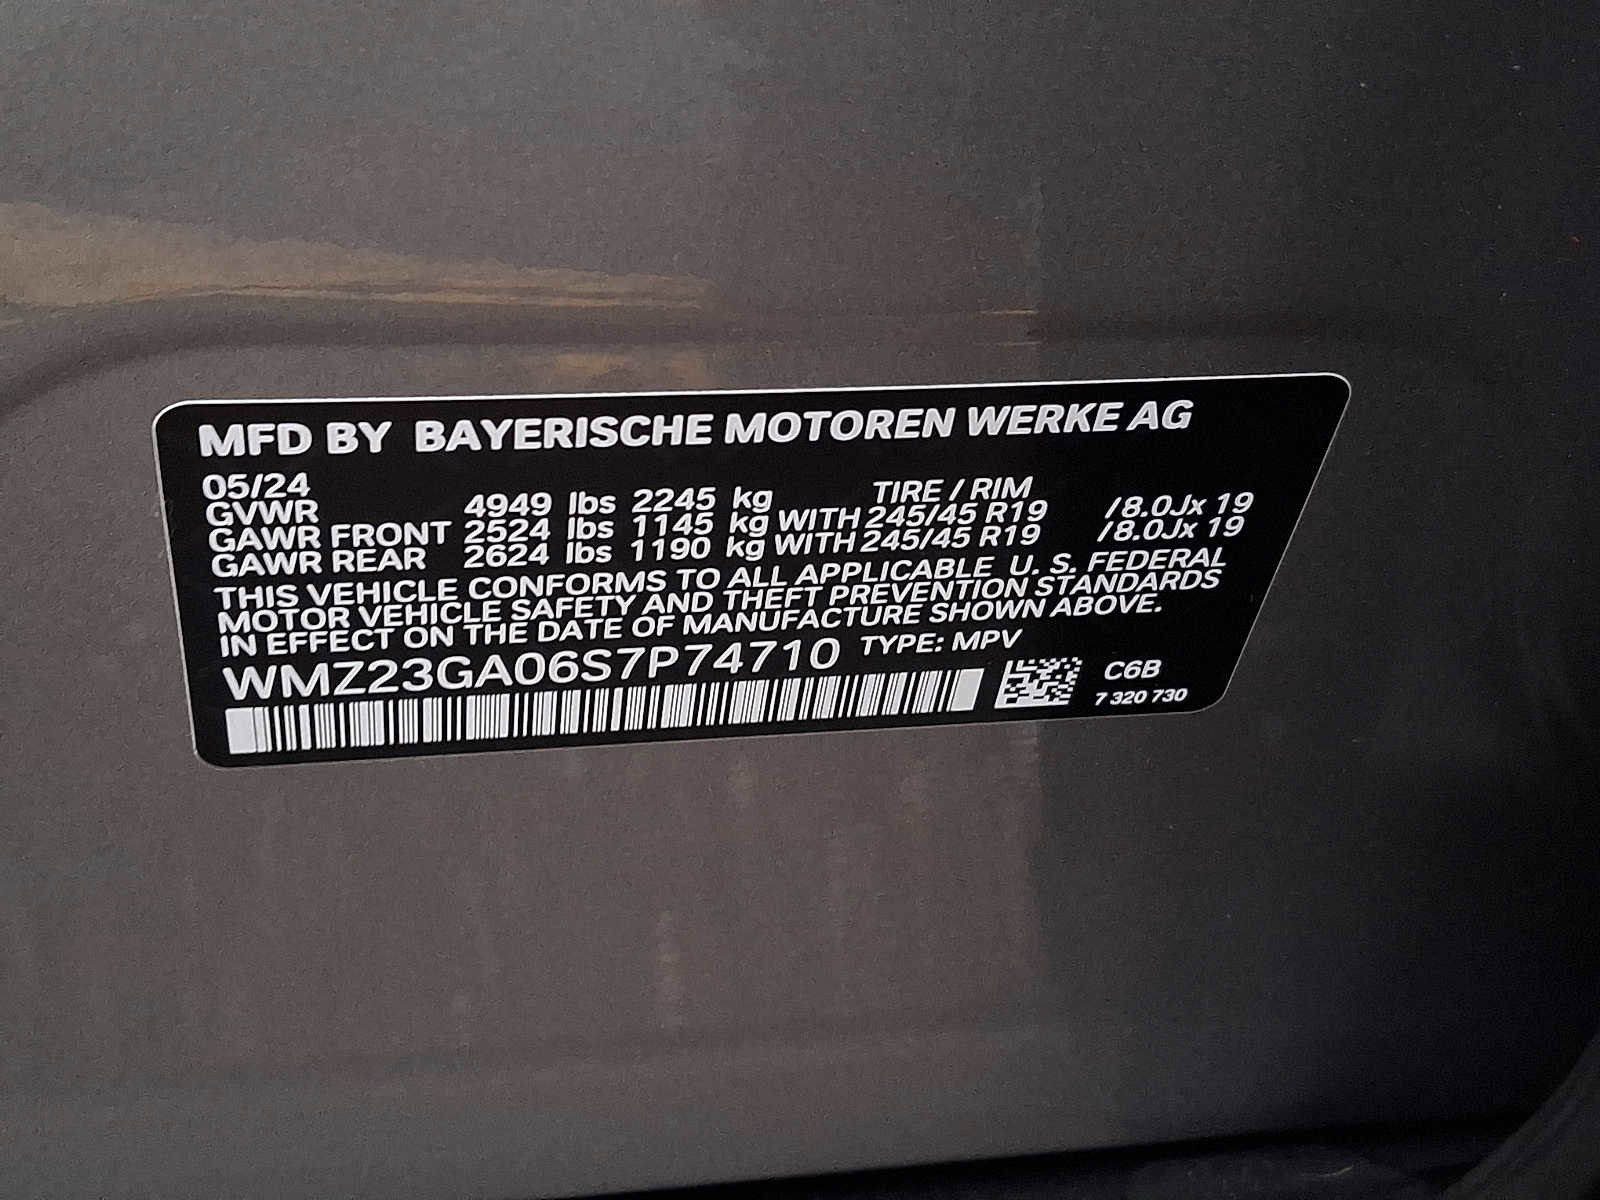 MFD BY BAYERISCHE MOTOREN WERKE AG
05/24 TIRE / RIM
GVWR 4949 lbs 2245 kg
GAWR FRONT 2524 lbs 1145 kg WITH 245/45 R19 /8.0Jx 19
GAWR REAR 2624 lbs 1190 kg WITH 245/45 R19 /8.0Jx 19
THIS VEHICLE CONFORMS TO ALL APPLICABLE U. S. FEDERAL
MOTOR VEHICLE SAFETY AND THEFT PREVENTION STANDARDS
IN EFFECT ON THE DATE OF MANUFACTURE SHOWN ABOVE.
WMZ23GA06S7P74710 TYPE: MPV
C6B
7 320 730